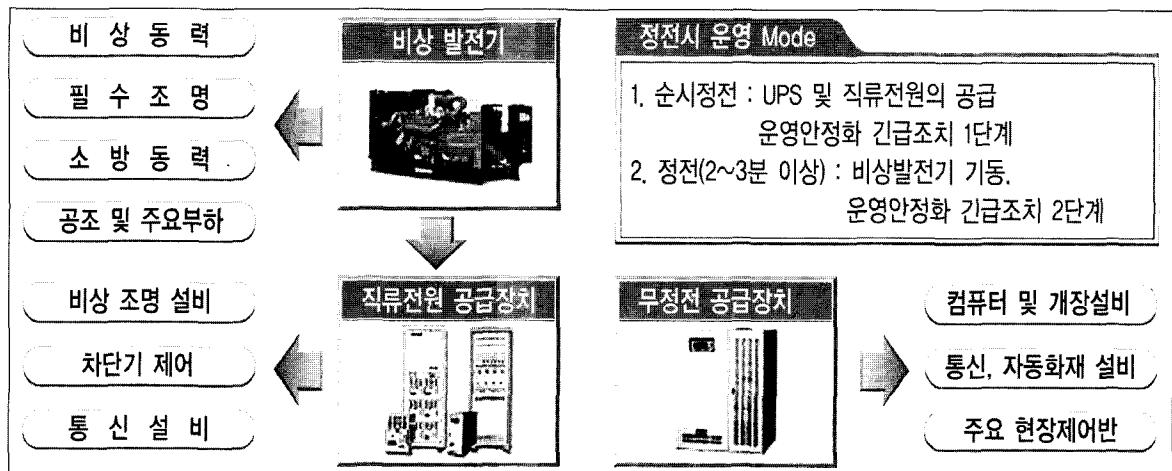 비상동력
필수조명
소방동력
공조 및 주요부하
비상 발전기
정전시 운영 Mode
1. 순시정전 : UPS 및 직류전원의 공급
운영안정화 긴급조치 1단계
2. 정전(2~3분 이상) : 비상발전기 기동,
운영안정화 긴급조치 2단계
비상 조명 설비
차단기 제어
통신설비
직류전원 공급장치
무정전 공급장치
컴퓨터 및 개장설비
통신, 자동화재 설비
주요 현장제어반